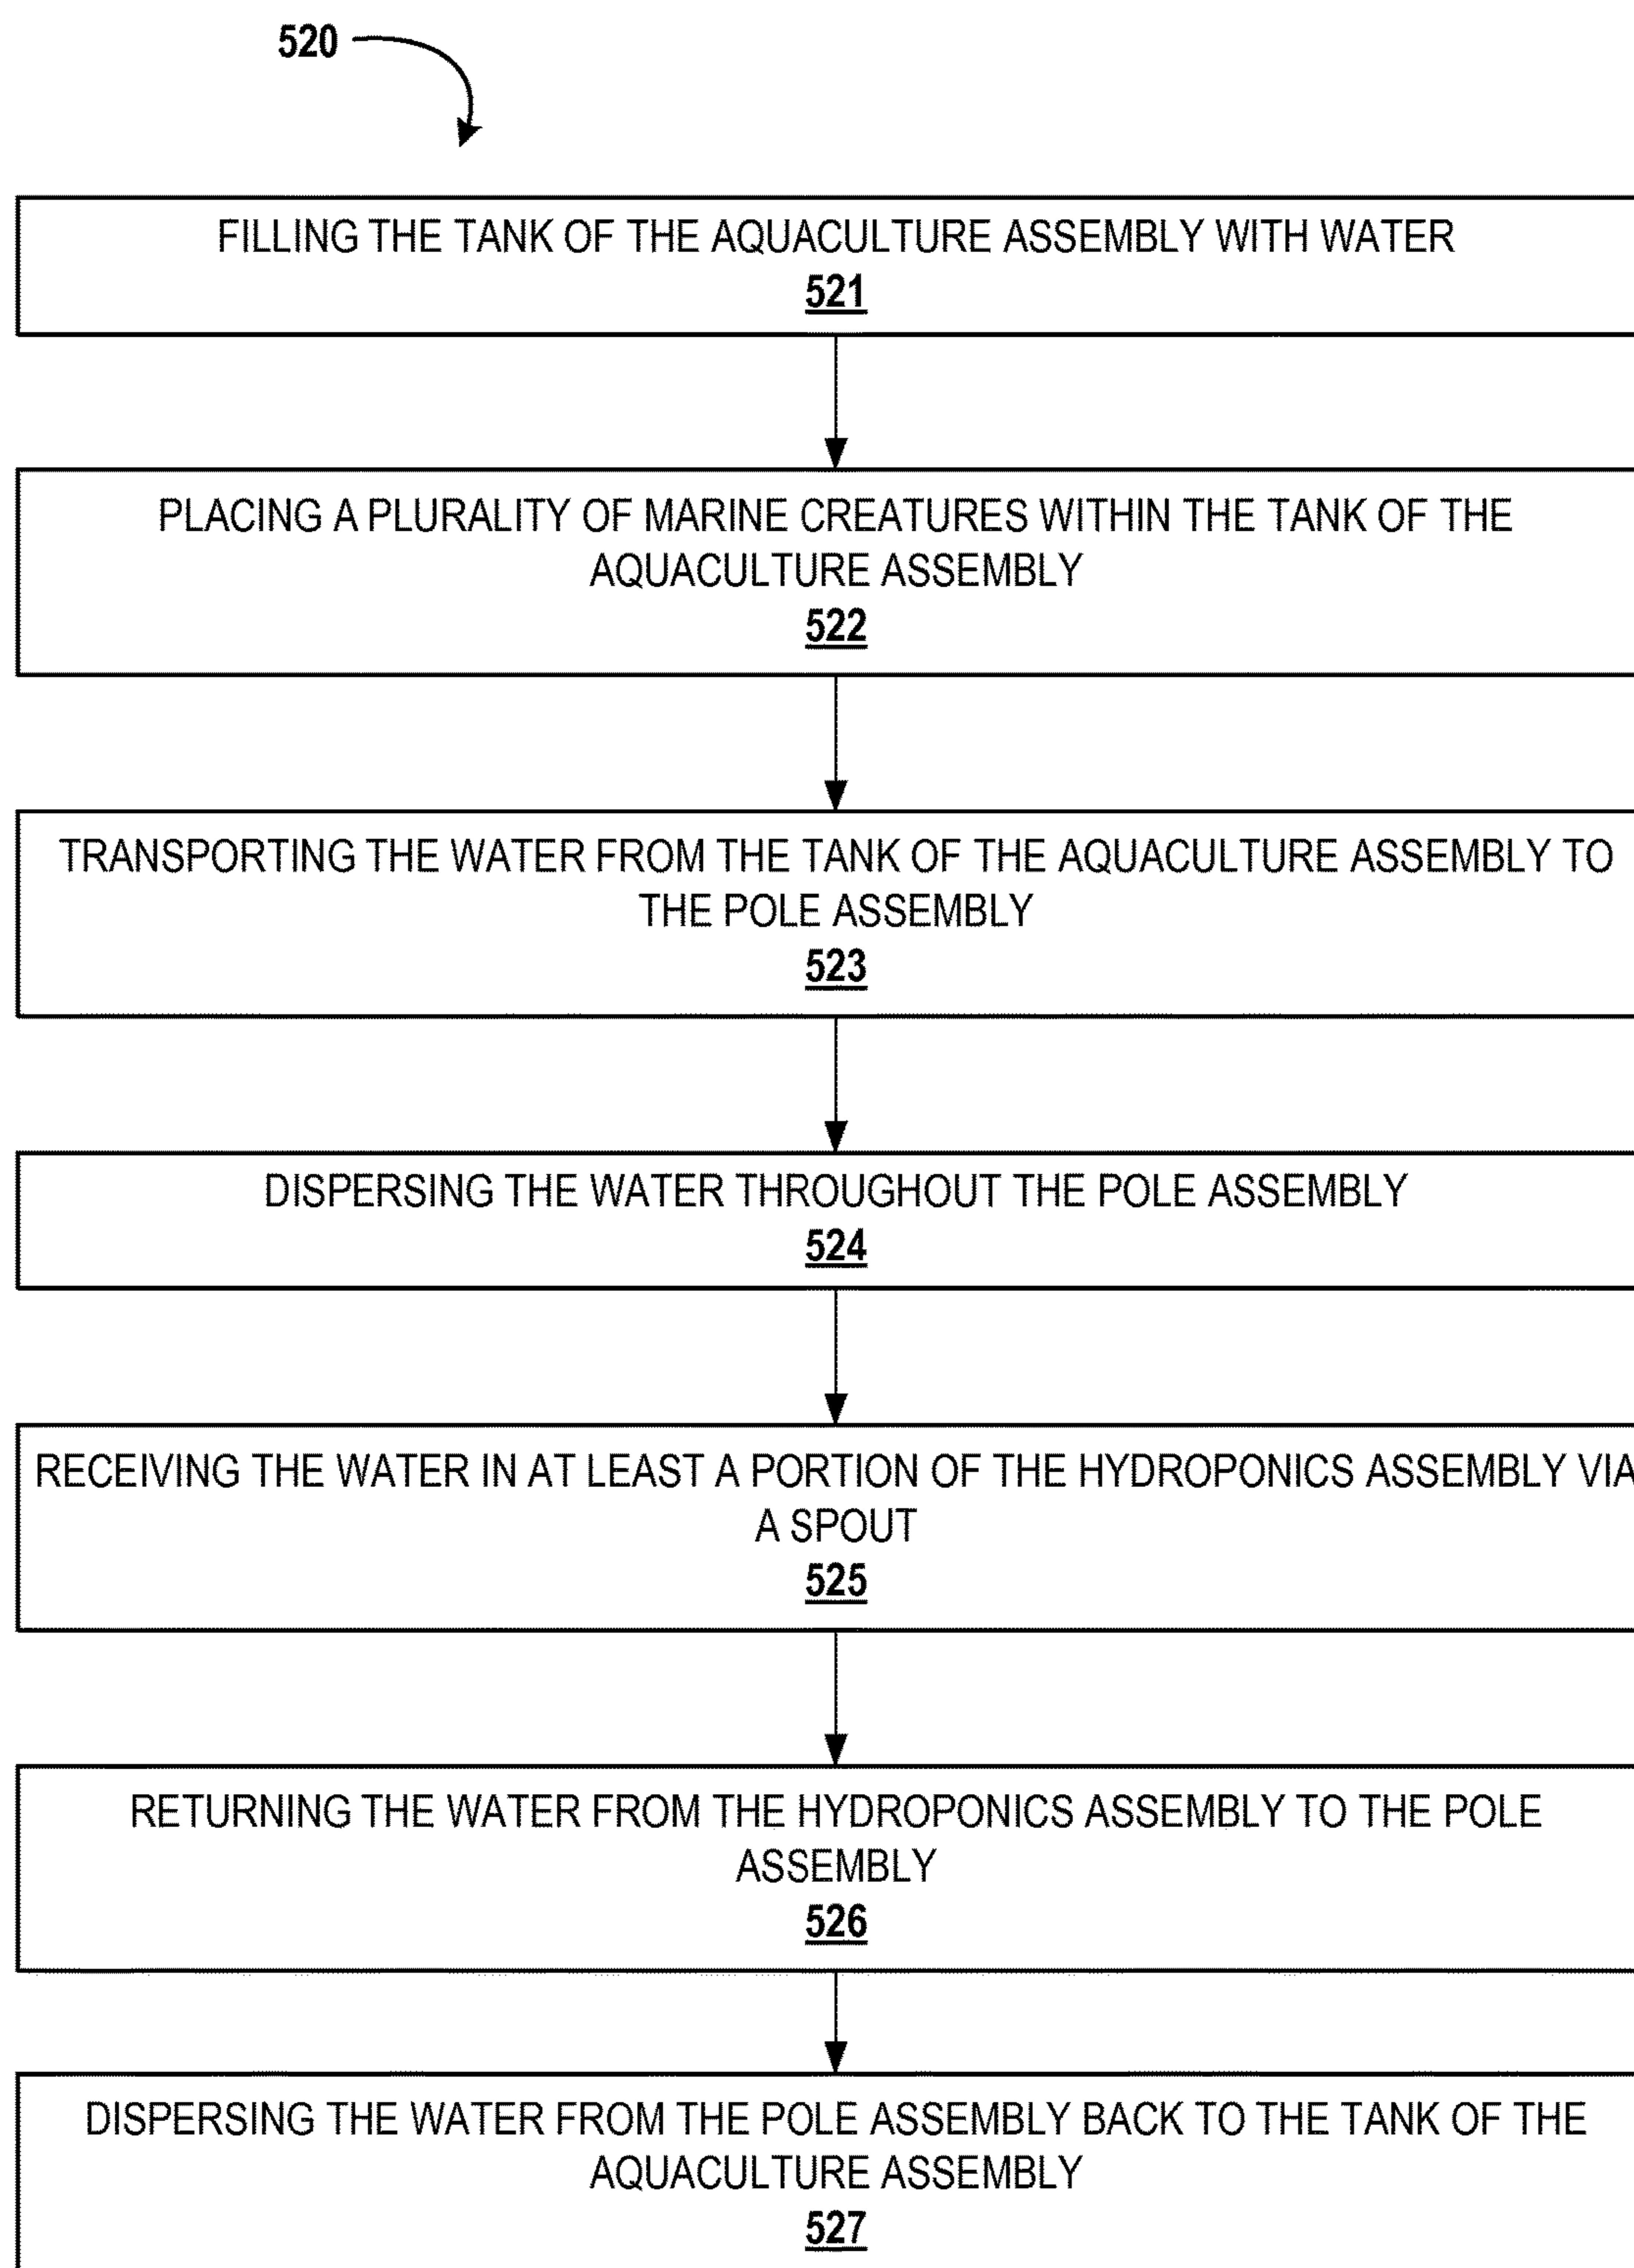 520
FILLING THE TANK OF THE AQUACULTURE ASSEMBLY WITH WATER
521
PLACING A PLURALITY OF MARINE CREATURES WITHIN THE TANK OF THE
AQUACULTURE ASSEMBLY
522
TRANSPORTING THE WATER FROM THE TANK OF THE AQUACULTURE ASSEMBLY TO
THE POLE ASSEMBLY
523
DISPERSING THE WATER THROUGHOUT THE POLE ASSEMBLY
524
RECEIVING THE WATER IN AT LEAST A PORTION OF THE HYDROPONICS ASSEMBLY VIA
A SPOUT
525
RETURNING THE WATER FROM THE HYDROPONICS ASSEMBLY TO THE POLE
ASSEMBLY
526
DISPERSING THE WATER FROM THE POLE ASSEMBLY BACK TO THE TANK OF THE
AQUACULTURE ASSEMBLY
527